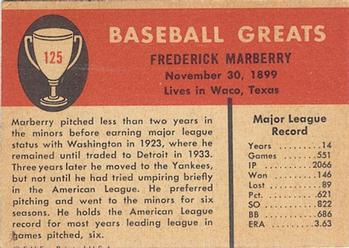 125
BASEBALL GREATS
FREDERICK MARBERRY
November 30, 1899
Lives in Waco, Texas
Marberry pitched less than two years in
the minors before earning major league
status with Washington in 1923, where he
remained until traded to Detroit in 1933.
Three years later he moved to the Yankees,
but not until he had tried umpiring briefly
in the American League. He preferred
pitching and went to the minors for six
seasons. He holds the American League
record for most years leading league in
games pitched, six.
Major League
Record
Years - 14
Games - 551
IP - 2066
Won - 146
Lost - 89
Pct. - 621
SO - 822
BB - 686
ERA - 3.63